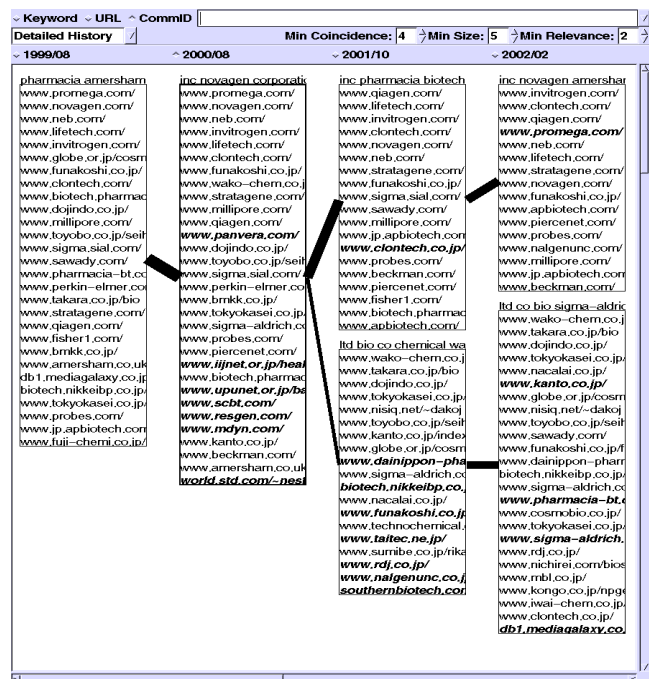 Keyword URL CommID
Detailed History Min Coincidence: 4 Min Size: 5 Min Relevance: 2
1999/08 2000/08 2001/10 2002/02
pharmacia amersham
www.promega.com/
www.novagen.com/
www.neb.com/
www.lifetech.com/
www.invitrogen.com/
www.globe.or.jp/cosm
www.funakoshi.co.jp/
www.clontech.com/
www.biotech.pharmac
www.dojindo.co.jp/
www.millipore.com/
www.toyobo.co.jp/seih
www.sigma.sial.com/
www.sawady.com/
www.pharmacia-bt.co
www.perkin-elmer.co
www.takara.co.jp/bio
www.stratagene.com/
www.qiagen.com/
www.fisher1.com/
www.bmkk.co.jp/
www.amersham.co.uk
db1.mediagalaxy.co.jp
biotech.nikkeibp.co.jp/
www.tokyokasei.co.jp/
www.probes.com/
www.jp.apbiotech.com
www.fuji-chemi.co.jp/
inc novagen corporatio
www.promega.com/
www.novagen.com/
www.neb.com/
www.invitrogen.com/
www.lifetech.com/
www.clontech.com/
www.funakoshi.co.jp/
www.wako-chem.co.j
www.stratagene.com/
www.millipore.com/
www.qiagen.com/
www.panvera.com/
www.dojindo.co.jp/
www.toyobo.co.jp/seih
www.sigma.sial.com/
www.perkin-elmer.co
www.bmkk.co.jp/
www.tokyokasei.co.jp/
www.sigma-aldrich.co
www.probes.com/
www.piercenet.com/
www.iijnet.or.jp/heal
www.biotech.pharmac
www.upunet.or.jp/ba
www.scbt.com/
www.resgen.com/
www.mdyn.com/
www.kanto.co.jp/
www.beckman.com/
www.amersham.co.uk
world.std.com/~nesl
inc pharmacia biotech
www.qiagen.com/
www.lifetech.com/
www.invitrogen.com/
www.clontech.com/
www.novagen.com/
www.neb.com/
www.stratagene.com/
www.funakoshi.co.jp/
www.sigma.sial.com/
www.sawady.com/
www.millipore.com/
www.jp.apbiotech.com
www.clontech.co.jp/
www.probes.com/
www.beckman.com/
www.piercenet.com/
www.fisher1.com/
www.biotech.pharmac
www.apbiotech.com/
ltd bio co chemical wa
www.wako-chem.co.j
www.takara.co.jp/bio
www.dojindo.co.jp/
www.tokyokasei.co.jp/
www.nisiq.net/~dakoj
www.toyobo.co.jp/seih
www.kanto.co.jp/index
www.globe.or.jp/cosm
www.dainippon-pha
www.sigma-aldrich.co
biotech.nikkeibp.co.
www.nacalai.co.jp/
www.funakoshi.co.jp
www.technochemical.
www.taitec.ne.jp/
www.sumibe.co.jp/rika
www.rdj.co.jp/
www.nalgenunc.co.j
southernbiotech.com
inc novagen amershar
www.invitrogen.com/
www.clontech.com/
www.qiagen.com/
www.promega.com/
www.neb.com/
www.lifetech.com/
www.stratagene.com/
www.novagen.com/
www.funakoshi.co.jp/
www.apbiotech.com/
www.piercenet.com/
www.probes.com/
www.nalgenunc.com/
www.millipore.com/
www.jp.apbiotech.com
www.beckman.com/
ltd co bio sigma-aldric
www.wako-chem.co.j
www.takara.co.jp/bio
www.dojindo.co.jp/
www.tokyokasei.co.jp/
www.nacalai.co.jp/
www.kanto.co.jp/
www.globe.or.jp/cosm
www.nisiq.net/~dakoj
www.toyobo.co.jp/seih
www.sawady.com/
www.funakoshi.co.jp/f
www.dainippon-pharr
biotech.nikkeibp.co.jp
www.sigma-aldrich.co
www.pharmacia-bt.c
www.cosmobio.co.jp/
www.tokyokasei.co.jp/
www.sigma-aldrich.
www.rdj.co.jp/
www.nichirei.com/bios
www.mbl.co.jp/
www.kongo.co.jp/npge
www.iwai-chem.co.jp/
www.clontech.co.jp/
db1.mediagalaxy.co.